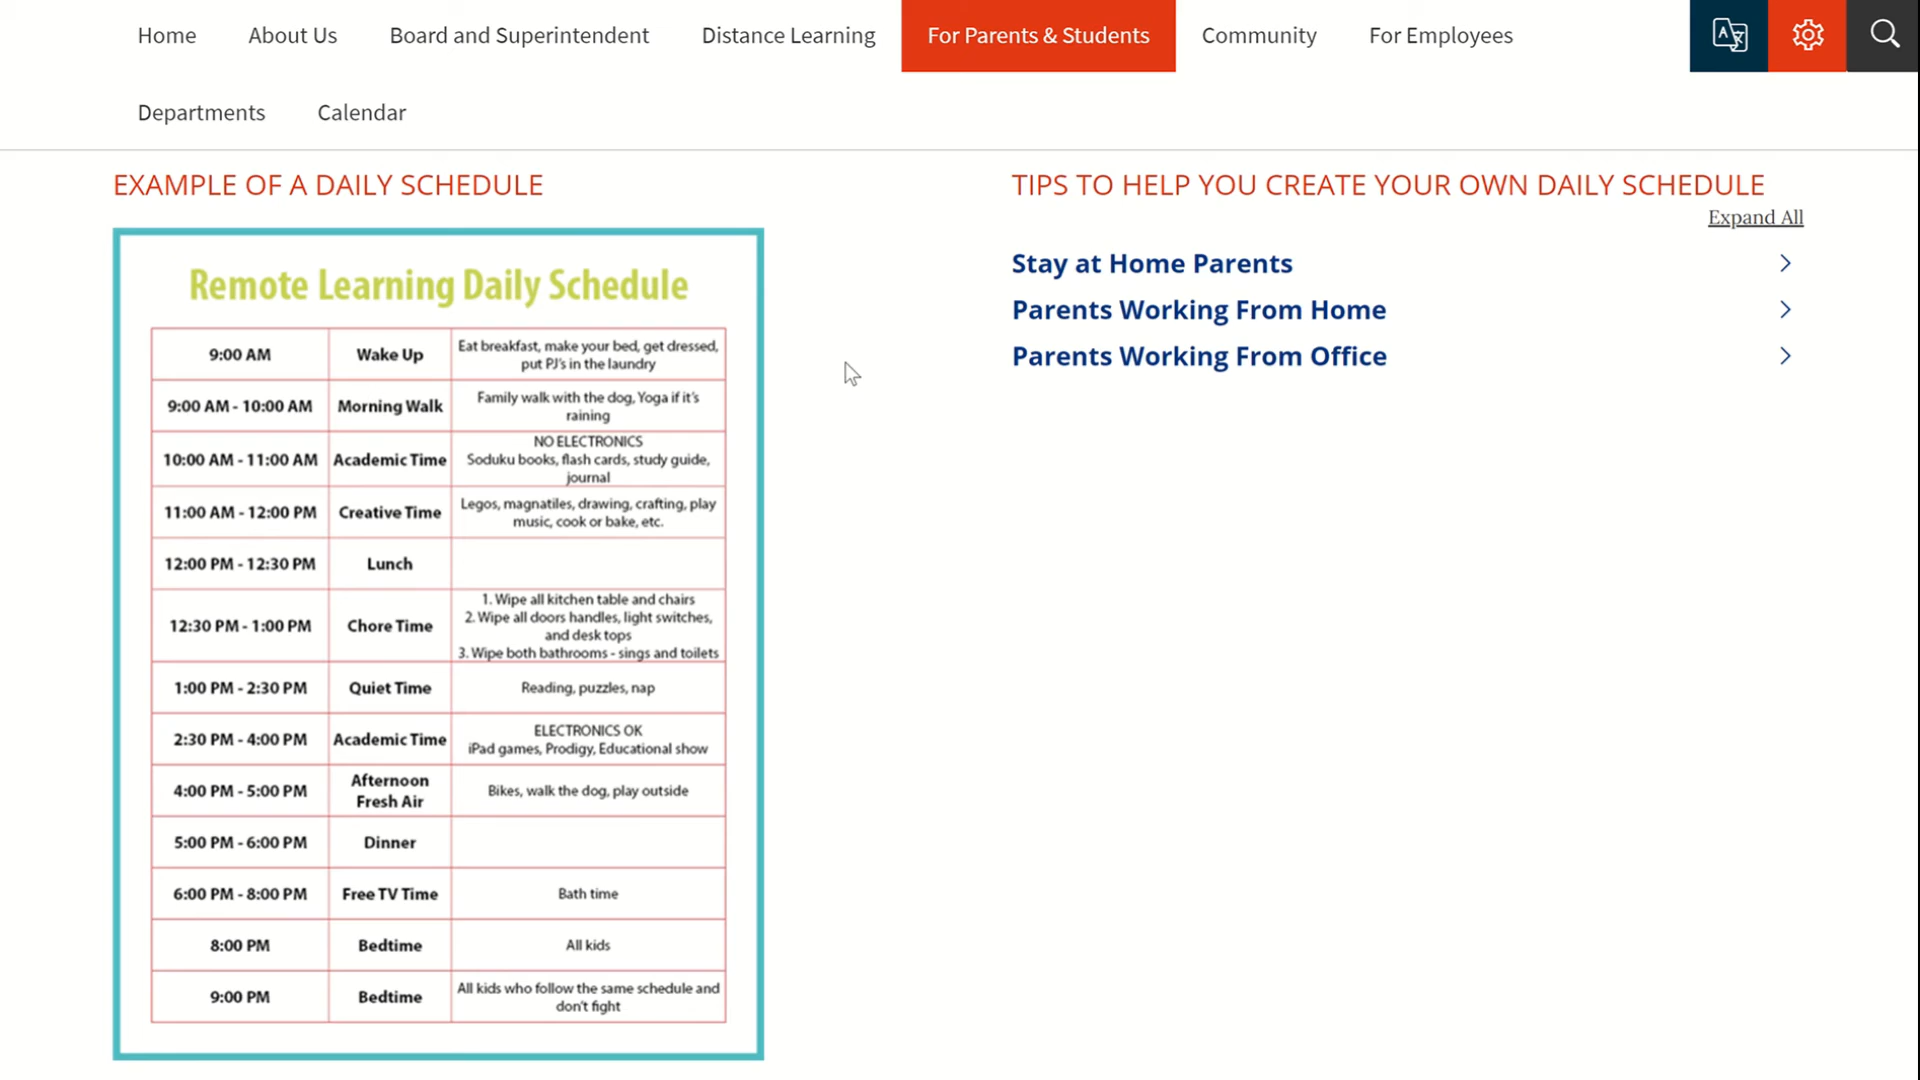 Home About Us Board and Superintendent Distance Learning For Parents & Students Community For Employees
Departments Calendar
EXAMPLE OF A DAILY SCHEDULE
Remote Learning Daily Schedule
9:00 AM Wake Up Eat breakfast, make your bed, get dressed,
put PJ's in the laundry
9:00 AM - 10:00 AM Morning Walk Family walk with the dog, Yoga if it's
raining
NO ELECTRONICS
10:00 AM - 11:00 AM Academic Time Soduku books, flash cards, study guide,
journal
11:00 AM - 12:00 PM Creative Time Legos, magnatiles, drawing, crafting, play
music, cook or bake, etc.
12:00 PM - 12:30 PM Lunch
12:30 PM - 1:00 PM Chore Time 1. Wipe all kitchen table and chairs
2. Wipe all doors handles, light switches,
and desk tops
3. Wipe both bathrooms - sings and toilets
1:00 PM - 2:30 PM Quiet Time Reading, puzzles, nap
2:30 PM - 4:00 PM Academic Time ELECTRONICS OK
iPad games, Prodigy, Educational show
4:00 PM - 5:00 PM Afternoon
Fresh Air Bikes, walk the dog, play outside
5:00 PM - 6:00 PM Dinner
6:00 PM - 8:00 PM Free TV Time Bath time
8:00 PM Bedtime All kids
9:00 PM Bedtime All kids who follow the same schedule and
don't fight
TIPS TO HELP YOU CREATE YOUR OWN DAILY SCHEDULE
Expand All
Stay at Home Parents
Parents Working From Home
Parents Working From Office